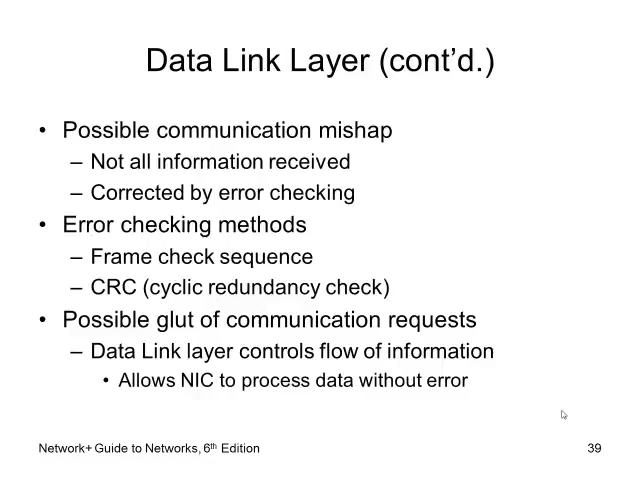 Data Link Layer (cont’d.)
• Possible communication mishap
– Not all information received
– Corrected by error checking
• Error checking methods
– Frame check sequence
– CRC (cyclic redundancy check)
• Possible glut of communication requests
– Data Link layer controls flow of information
• Allows NIC to process data without error
Network+ Guide to Networks, 6th Edition
39